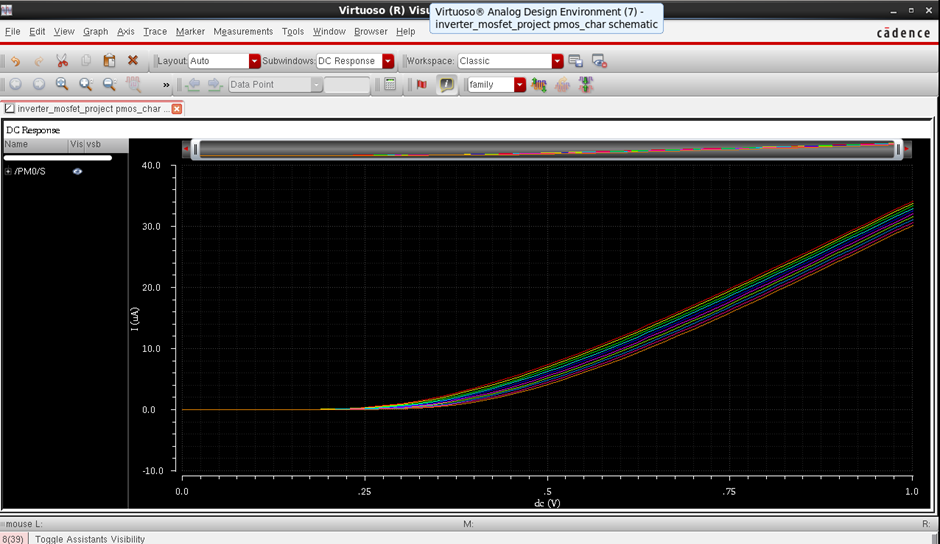 Virtuoso (R) Visu
Virtuoso® Analog Design Environment (7) -
inverter_mosfet_project pmos_char schematic
File Edit View Graph Axis Trace Marker Measurements Tools Window Browser Help
cādence
Layout: Auto Subwindows: DC Response Workspace: Classic
» Data Point family
inverter_mosfet_project pmos_char ...
DC Response
Name Vis vsb
/PM0/S
40.0
30.0
20.0
I (uA)
10.0
0.0
-10.0
0.0 .25 .5 .75 1.0
dc (V)
mouse L: M: R:
8(39) Toggle Assistants Visibility